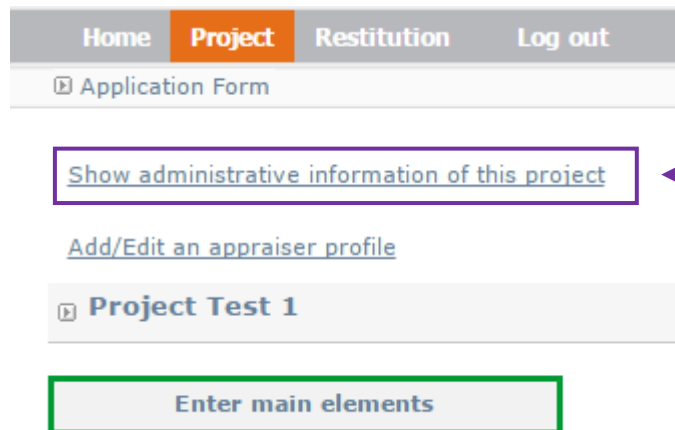 Home Project Restitution Log out
Application Form
Show administrative information of this project
Add/Edit an appraiser profile
Project Test 1
Enter main elements